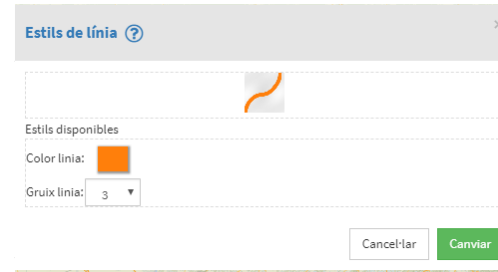 Estils de línia ?
×
Estils disponibles
Color linia:
Gruix linia: 3
Cancel·lar Canviar